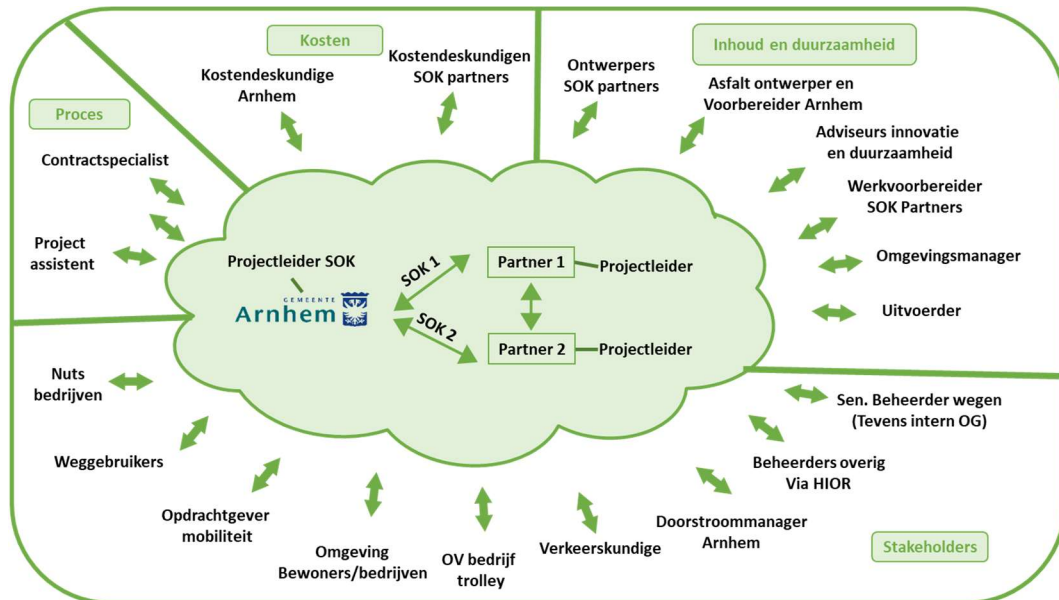 Kosten
Kostendeskundige
Arnhem
Kostendeskundigen
SOK partners
Inhoud en duurzaamheid
Ontwerpers
SOK partners
Asfalt ontwerper en
Voorbereider Arnhem
Adviseurs innovatie
en duurzaamheid
Werkvoorbereider
SOK Partners
Omgevingsmanager
Uitvoerder
Proces
Contractspecialist
Project
assistent
Projectleider SOK
GEMEENTE
Arnhem
SOK 1
SOK 2
Partner 1
Projectleider
Partner 2
Projectleider
Nuts
bedrijven
Weggebruikers
Opdrachtgever
mobiliteit
Omgeving
Bewoners/bedrijven
OV bedrijf
trolley
Verkeerskundige
Doorstroommanager
Arnhem
Beheerders overig
Via HIOR
Sen. Beheerder wegen
(Tevens intern OG)
Stakeholders